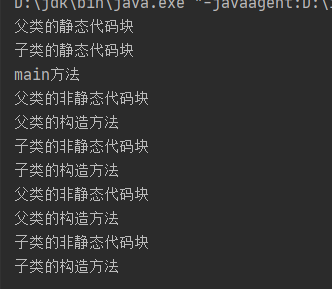 D:\jdk\bin\java.exe "-javaagent:D:\
父类的静态代码块
子类的静态代码块
main方法
父类的非静态代码块
父类的构造方法
子类的非静态代码块
子类的构造方法
父类的非静态代码块
父类的构造方法
子类的非静态代码块
子类的构造方法